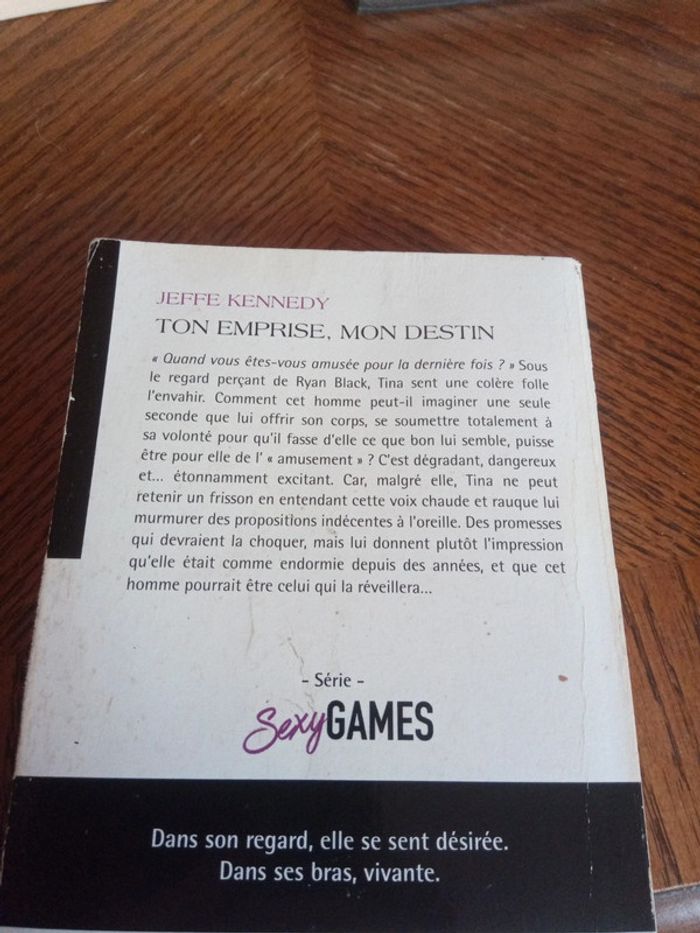 JEFFE KENNEDY
TON EMPRISE, MON DESTIN
« Quand vous êtes-vous amusée pour la dernière fois ? » Sous
le regard perçant de Ryan Black, Tina sent une colère folle
l'envahir. Comment cet homme peut-il imaginer une seule
seconde que lui offrir son corps, se soumettre totalement à
sa volonté pour qu'il fasse d'elle ce que bon lui semble, puisse
être pour elle de l' « amusement » ? C'est dégradant, dangereux
et... étonnamment excitant. Car, malgré elle, Tina ne peut
retenir un frisson en entendant cette voix chaude et rauque lui
murmurer des propositions indécentes à l'oreille. Des promesses
qui devraient la choquer, mais lui donnent plutôt l'impression
qu'elle était comme endormie depuis des années, et que cet
homme pourrait être celui qui la réveillera...
- Série -
Sexy GAMES
Dans son regard, elle se sent désirée.
Dans ses bras, vivante.